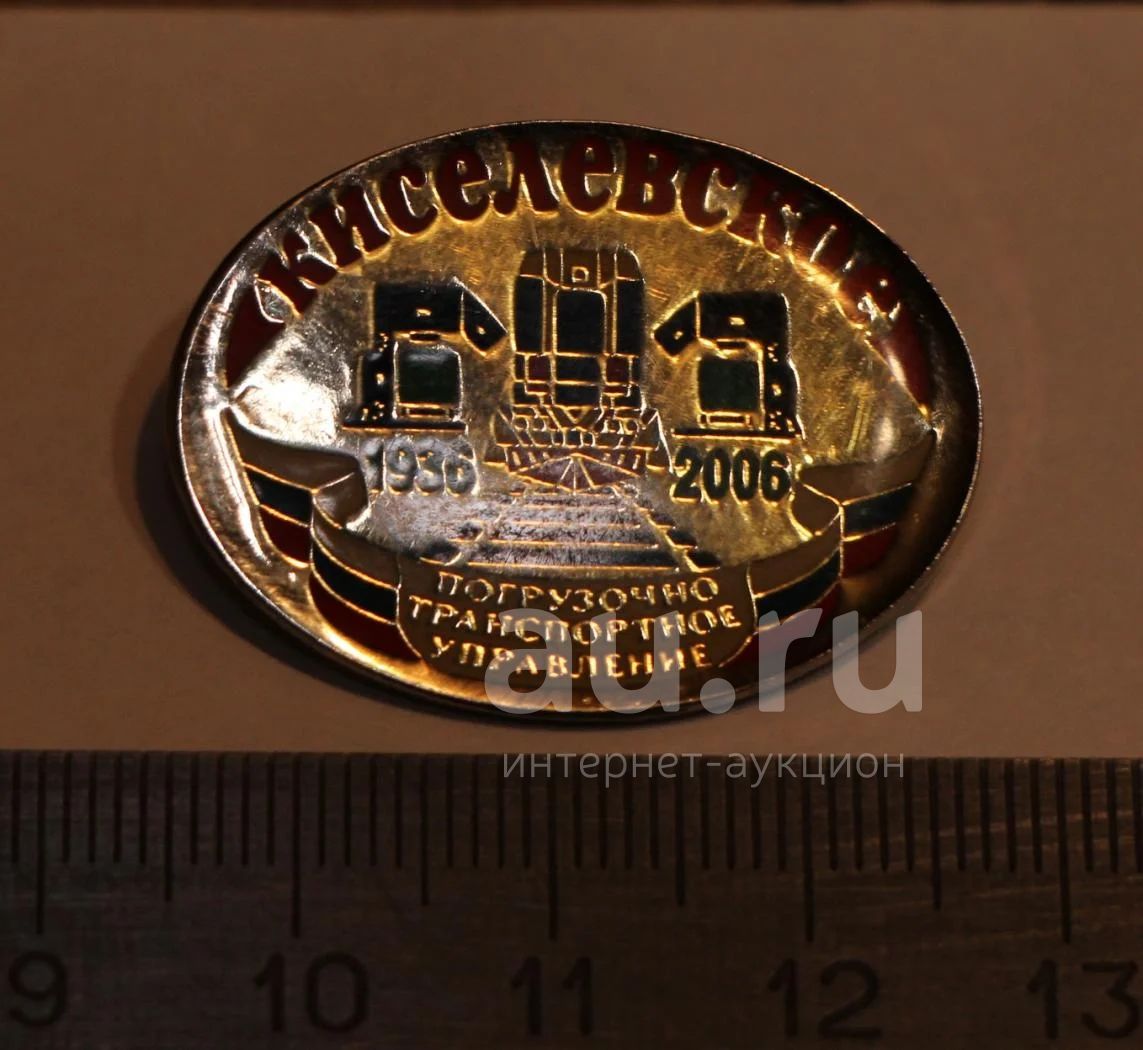 киселевское
1936
2006
ПОГРУЗОЧНО
ТРАНСПОРТНОЕ
УПРАВЛЕНИЕ
au.ru
интернет-аукцион
9 10 11 12 13